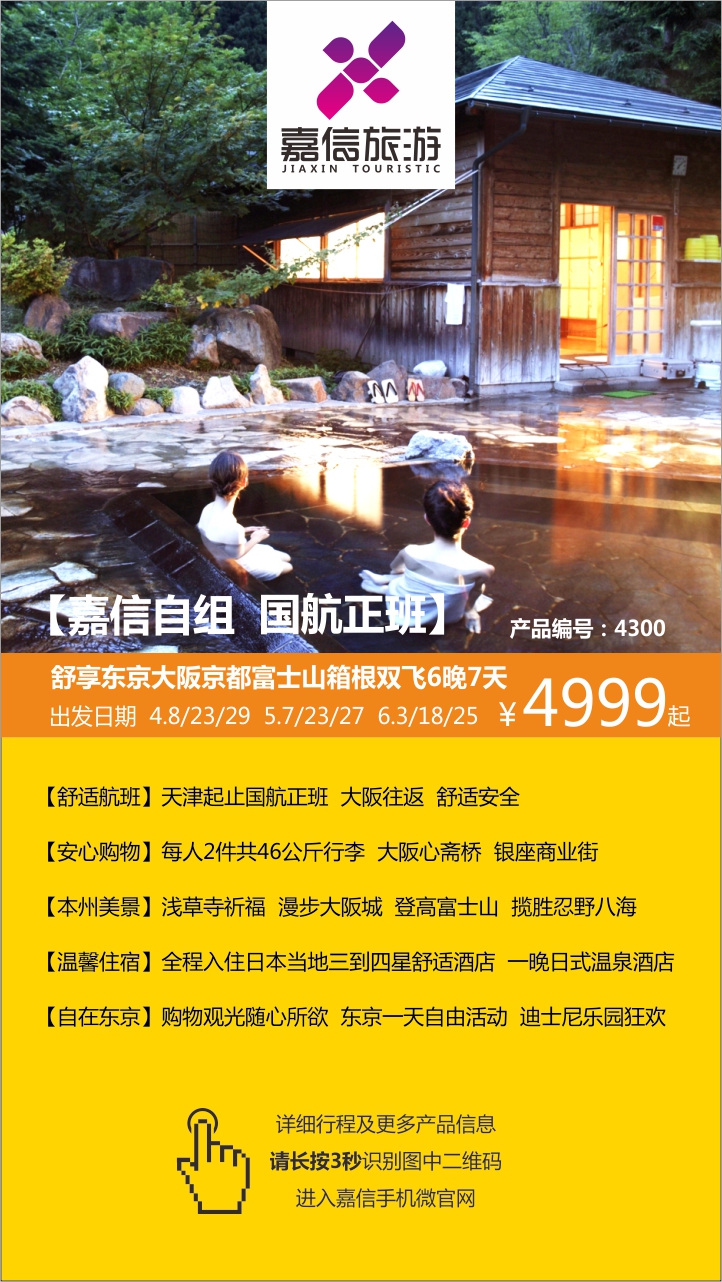 嘉信旅游
JIAXIN TOURISTIC
【嘉信自组 国航正班】
产品编号：4300
舒享东京大阪京都富士山箱根双飞6晚7天
出发日期 4.8/23/29 5.7/23/27 6.3/18/25 ￥4999起
【舒适航班】天津起止国航正班 大阪往返 舒适安全
【安心购物】每人2件共46公斤行李 大阪心斋桥 银座商业街
【本州美景】浅草寺祈福 漫步大阪城 登高富士山 揽胜忍野八海
【温馨住宿】全程入住日本当地三到四星舒适酒店 一晚日式温泉酒店
【自在东京】购物观光随心所欲 东京一天自由活动 迪士尼乐园狂欢
详细行程及更多产品信息
请长按3秒识别图中二维码
进入嘉信手机微官网